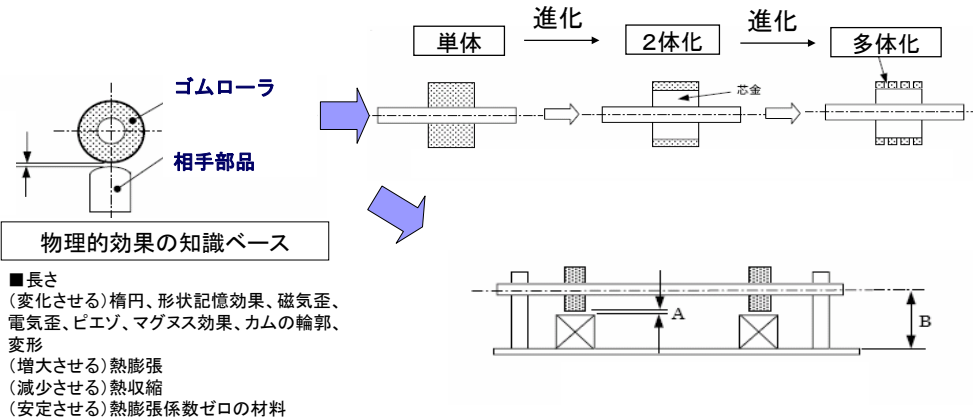 単体
進化
2体化
進化
多体化
芯金
ゴムローラ
相手部品
物理的効果の知識ベース
■長さ
(変化させる)楕円、形状記憶効果、磁気歪、
電気歪、ピエゾ、マグヌス効果、カムの輪郭、
変形
(増大させる)熱膨張
(減少させる)熱収縮
(安定させる)熱膨張係数ゼロの材料
A
B